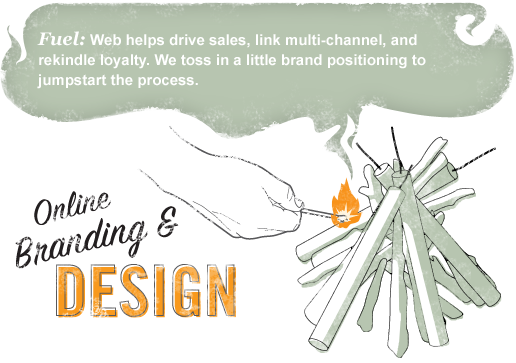 Fuel: Web helps drive sales, link multi-channel, and
rekindle loyalty. We toss in a little brand positioning to
jumpstart the process.
Online
Branding &
DESIGN